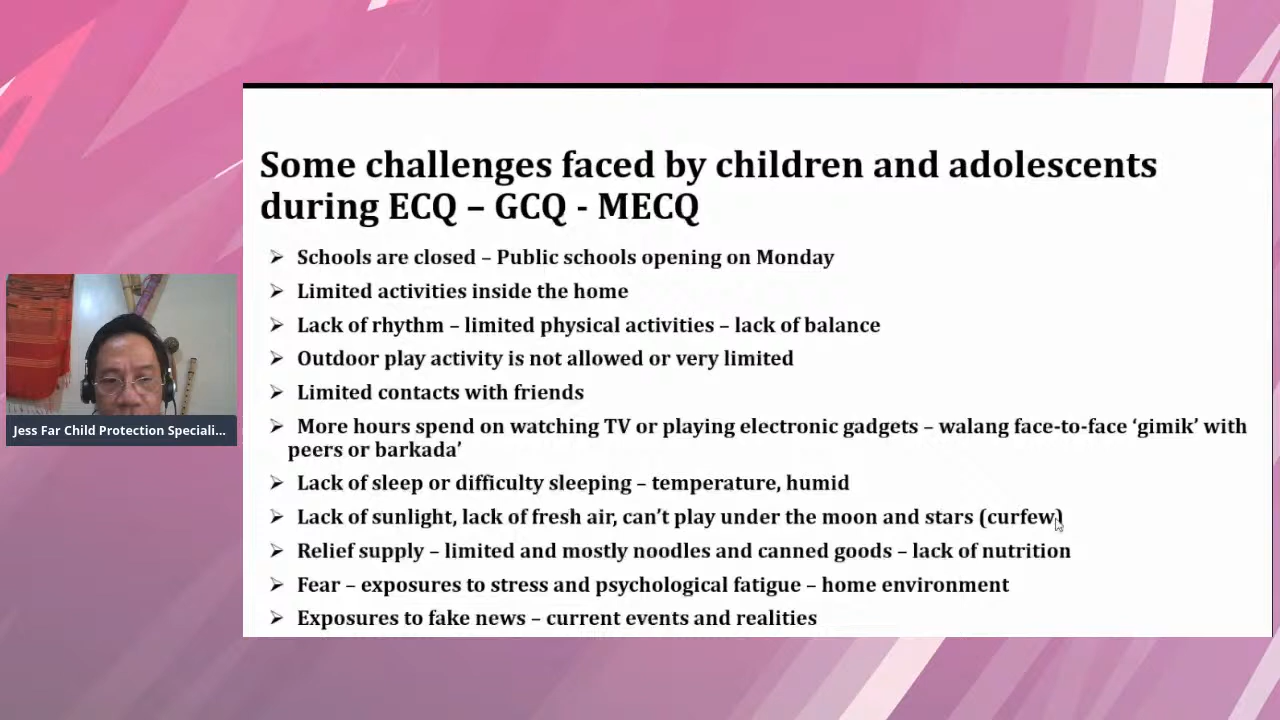 Some challenges faced by children and adolescents
during ECQ – GCQ - MECQ
➢ Schools are closed – Public schools opening on Monday
➢ Limited activities inside the home
➢ Lack of rhythm – limited physical activities – lack of balance
➢ Outdoor play activity is not allowed or very limited
➢ Limited contacts with friends
➢ More hours spend on watching TV or playing electronic gadgets – walang face-to-face ‘gimik’ with
peers or barkada’
➢ Lack of sleep or difficulty sleeping – temperature, humid
➢ Lack of sunlight, lack of fresh air, can’t play under the moon and stars (curfew)
➢ Relief supply – limited and mostly noodles and canned goods – lack of nutrition
➢ Fear – exposures to stress and psychological fatigue – home environment
➢ Exposures to fake news – current events and realities
Jess Far Child Protection Speciali...